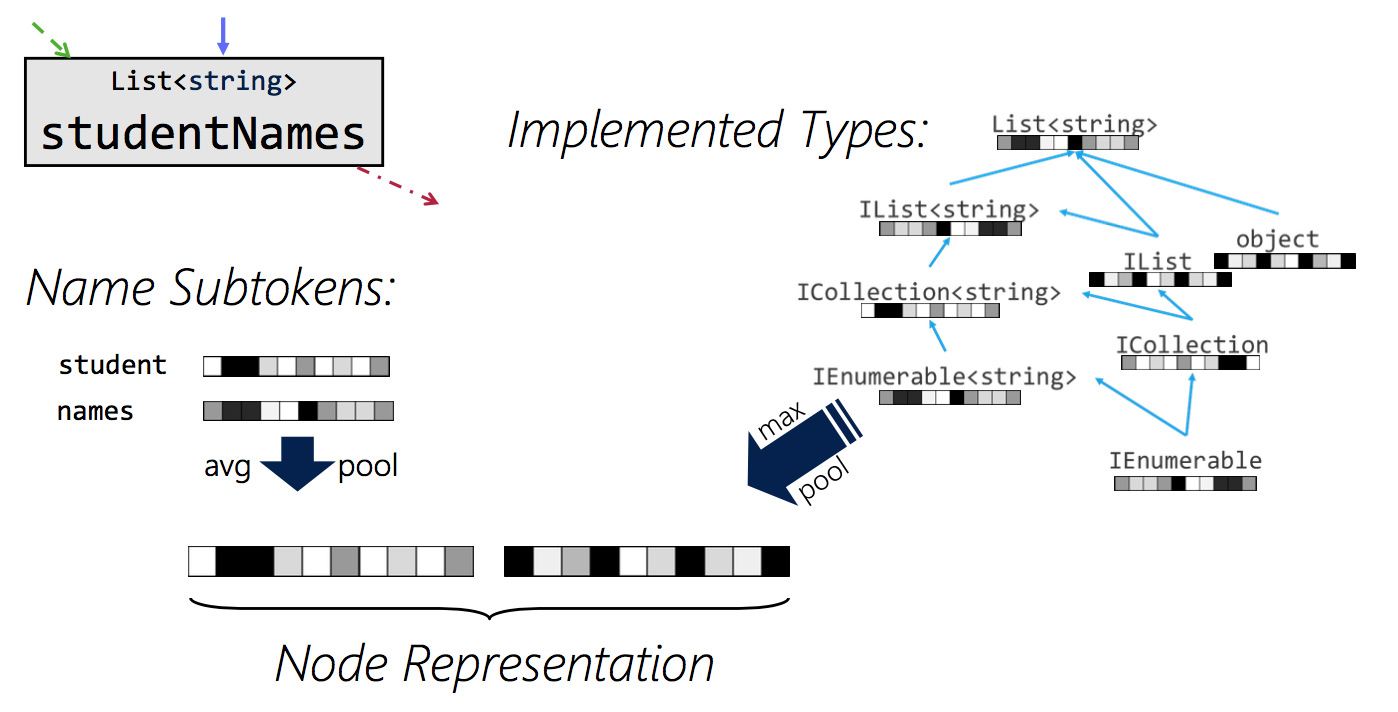 List<string>
studentNames
Implemented Types:
List<string>
IList<string>
object
IList
ICollection<string>
ICollection
IEnumerable<string>
IEnumerable
Name Subtokens:
student
names
avg pool
max
pool
Node Representation